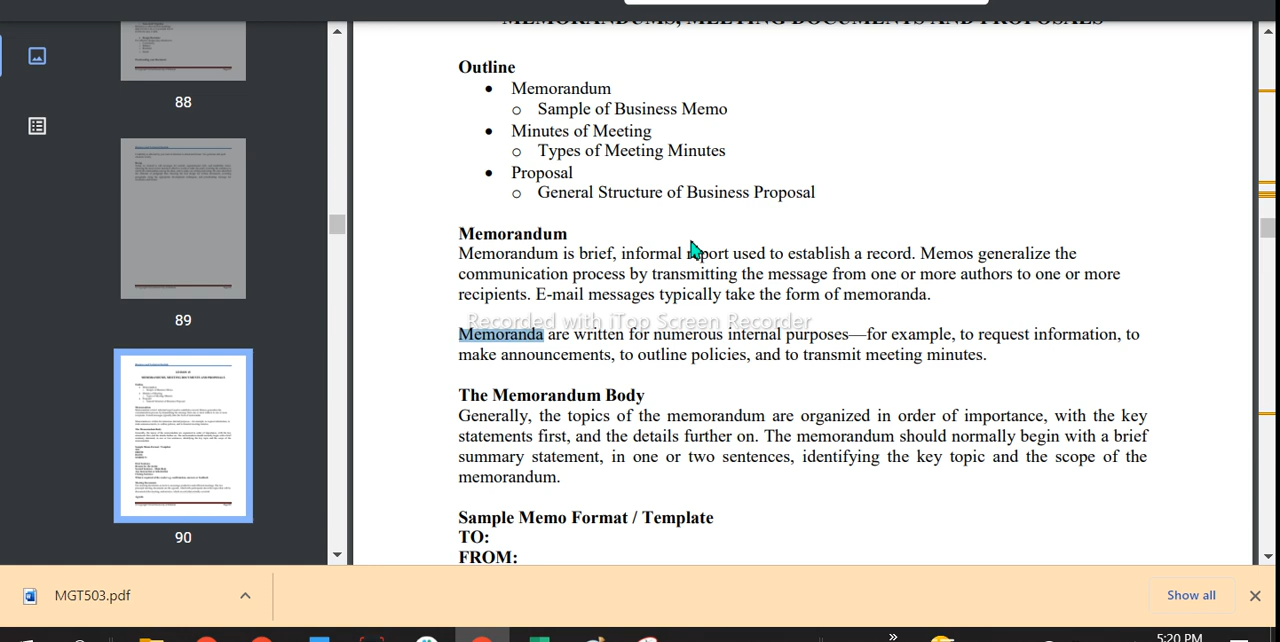 MEMORANDUMS, MEETING DOCUMENTS AND PROPOSALS
Outline
• Memorandum
o Sample of Business Memo
• Minutes of Meeting
o Types of Meeting Minutes
• Proposal
o General Structure of Business Proposal
Memorandum
Memorandum is brief, informal report used to establish a record. Memos generalize the
communication process by transmitting the message from one or more authors to one or more
recipients. E-mail messages typically take the form of memoranda.
Recorded with iTop Screen Recorder
Memoranda are written for numerous internal purposes—for example, to request information, to
make announcements, to outline policies, and to transmit meeting minutes.
The Memorandum Body
Generally, the topics of the memorandum are organized in order of importance, with the key
statements first, and the details further on. The memorandum should normally begin with a brief
summary statement, in one or two sentences, identifying the key topic and the scope of the
memorandum.
Sample Memo Format / Template
TO:
FROM:
88
89
90
MGT503.pdf
Show all
5:20 PM